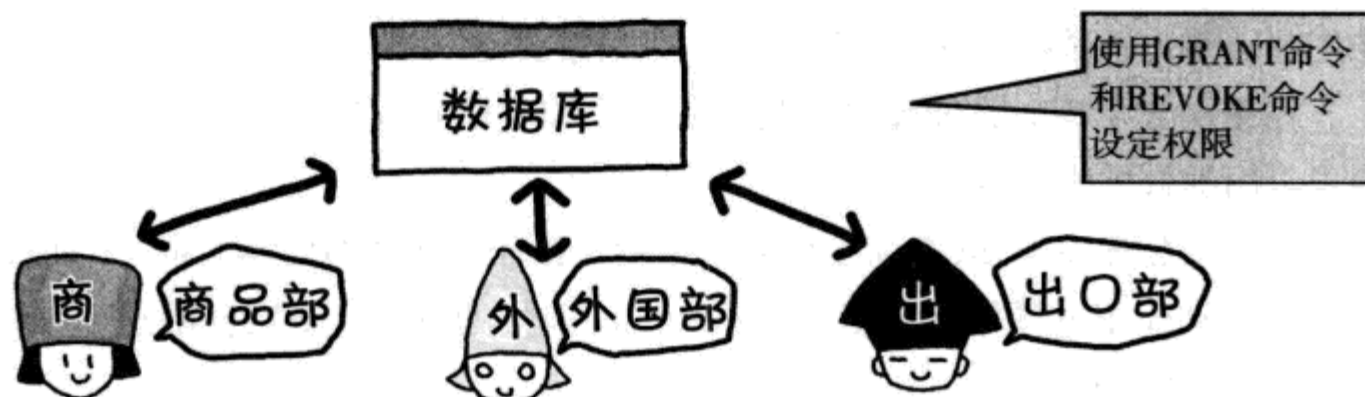 使用GRANT命令
和REVOKE命令
设定权限
数据库
商
商品部
外
外国部
出
出口部